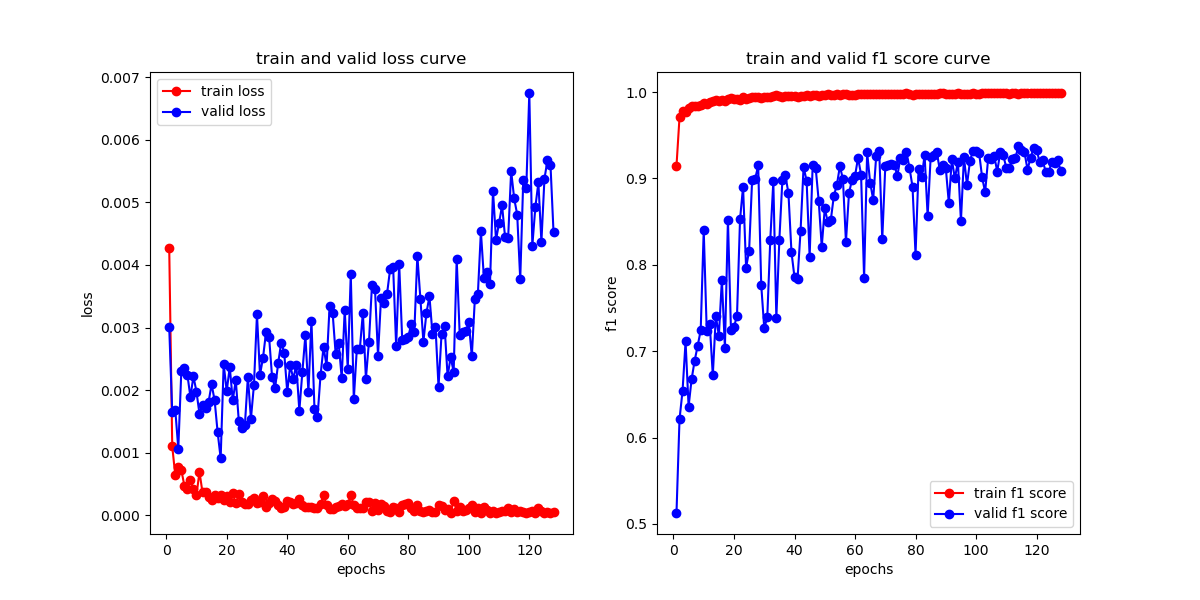 train and valid loss curve
0.007
0.006
0.005
0.004
0.003
0.002
0.001
0.000
loss
train loss
valid loss
0 20 40 60 80 100 120
epochs
train and valid f1 score curve
1.0
0.9
0.8
0.7
0.6
0.5
f1 score
train f1 score
valid f1 score
0 20 40 60 80 100 120
epochs